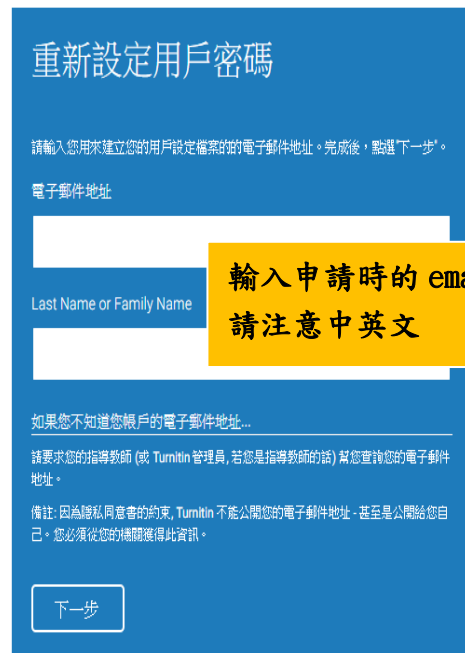 重新設定用戶密碼
請輸入您用來建立您的用戶設定檔案的的電子郵件地址。完成後，點選"下一步"。
電子郵件地址
輸入申請時的 ema
Last Name or Family Name
請注意中英文
如果您不知道您帳戶的電子郵件地址...
請要求您的指導教師 (或 Turnitin 管理員, 若您是指導教師的話) 幫您查詢您的電子郵件
地址。
備註: 因為隱私同意書的約束, Turnitin 不能公開您的電子郵件地址 - 甚至是公開給您自
己。您必須從您的機關獲得此資訊。
下一步